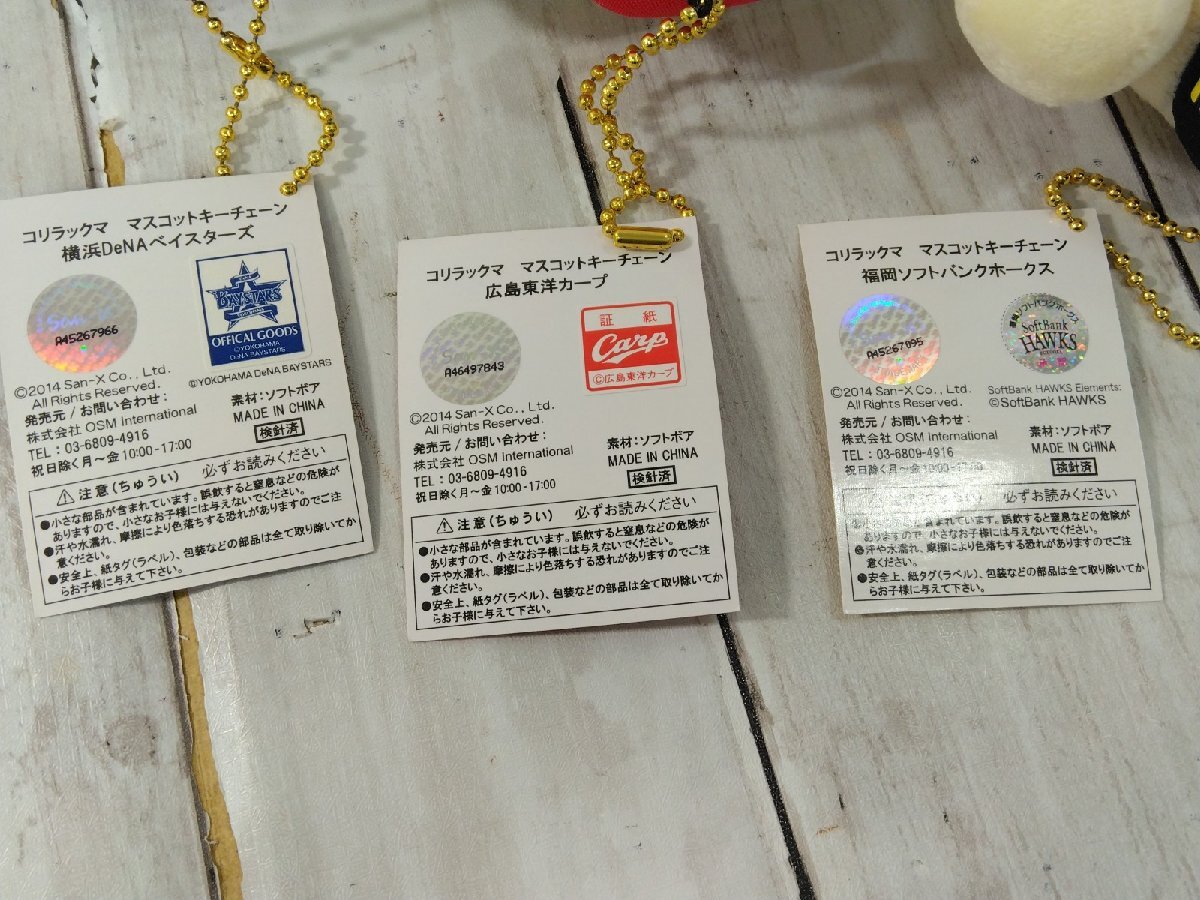 コリラックマ　マスコットキーチェーン
横浜DeNAベイスターズ
A45267966
BAYSTARS
OFFICAL GOODS
©YOKOHAMA
DeNA BAYSTARS
©YOKOHAMA DeNA BAYSTARS
©2014 San-X Co., Ltd.
All Rights Reserved.
発売元 / お問い合わせ：
株式会社 OSM International
TEL : 03-6809-4916
祝日除く月〜金 10:00-17:00
素材：ソフトボア
MADE IN CHINA
検針済
⚠ 注意（ちゅうい） 必ずお読みください
●小さな部品が含まれています。誤飲すると窒息などの危険が
ありますので、小さなお子様には与えないでください。
●汗や水濡れ、摩擦により色落ちする恐れがありますのでご注
意ください。
●安全上、紙タグ(ラベル)、包装などの部品は全て取り除いてか
らお子様に与えて下さい。
コリラックマ　マスコットキーチェーン
広島東洋カープ
A46497843
証紙
Carp
©広島東洋カープ
©2014 San-X Co., Ltd.
All Rights Reserved.
発売元 / お問い合わせ：
株式会社 OSM International
TEL : 03-6809-4916
祝日除く月〜金 10:00-17:00
素材：ソフトボア
MADE IN CHINA
検針済
⚠ 注意（ちゅうい） 必ずお読みください
●小さな部品が含まれています。誤飲すると窒息などの危険が
ありますので、小さなお子様には与えないでください。
●汗や水濡れ、摩擦により色落ちする恐れがありますのでご注
意ください。
●安全上、紙タグ(ラベル)、包装などの部品は全て取り除いてか
らお子様に与えて下さい。
コリラックマ　マスコットキーチェーン
福岡ソフトバンクホークス
A45267095
福岡ソフトバンクホークス
SoftBank
HAWKS
©2014 San-X Co., Ltd.
All Rights Reserved.
SoftBank HAWKS Elements:
©SoftBank HAWKS
発売元 / お問い合わせ：
株式会社 OSM International
TEL : 03-6809-4916
祝日除く月〜金 10:00-17:00
素材：ソフトボア
MADE IN CHINA
検針済
⚠ 注意（ちゅうい） 必ずお読みください
●小さな部品が含まれています。誤飲すると窒息などの危険が
ありますので、小さなお子様には与えないでください。
●汗や水濡れ、摩擦により色落ちする恐れがありますのでご注
意ください。
●安全上、紙タグ(ラベル)、包装などの部品は全て取り除いてか
らお子様に与えて下さい。